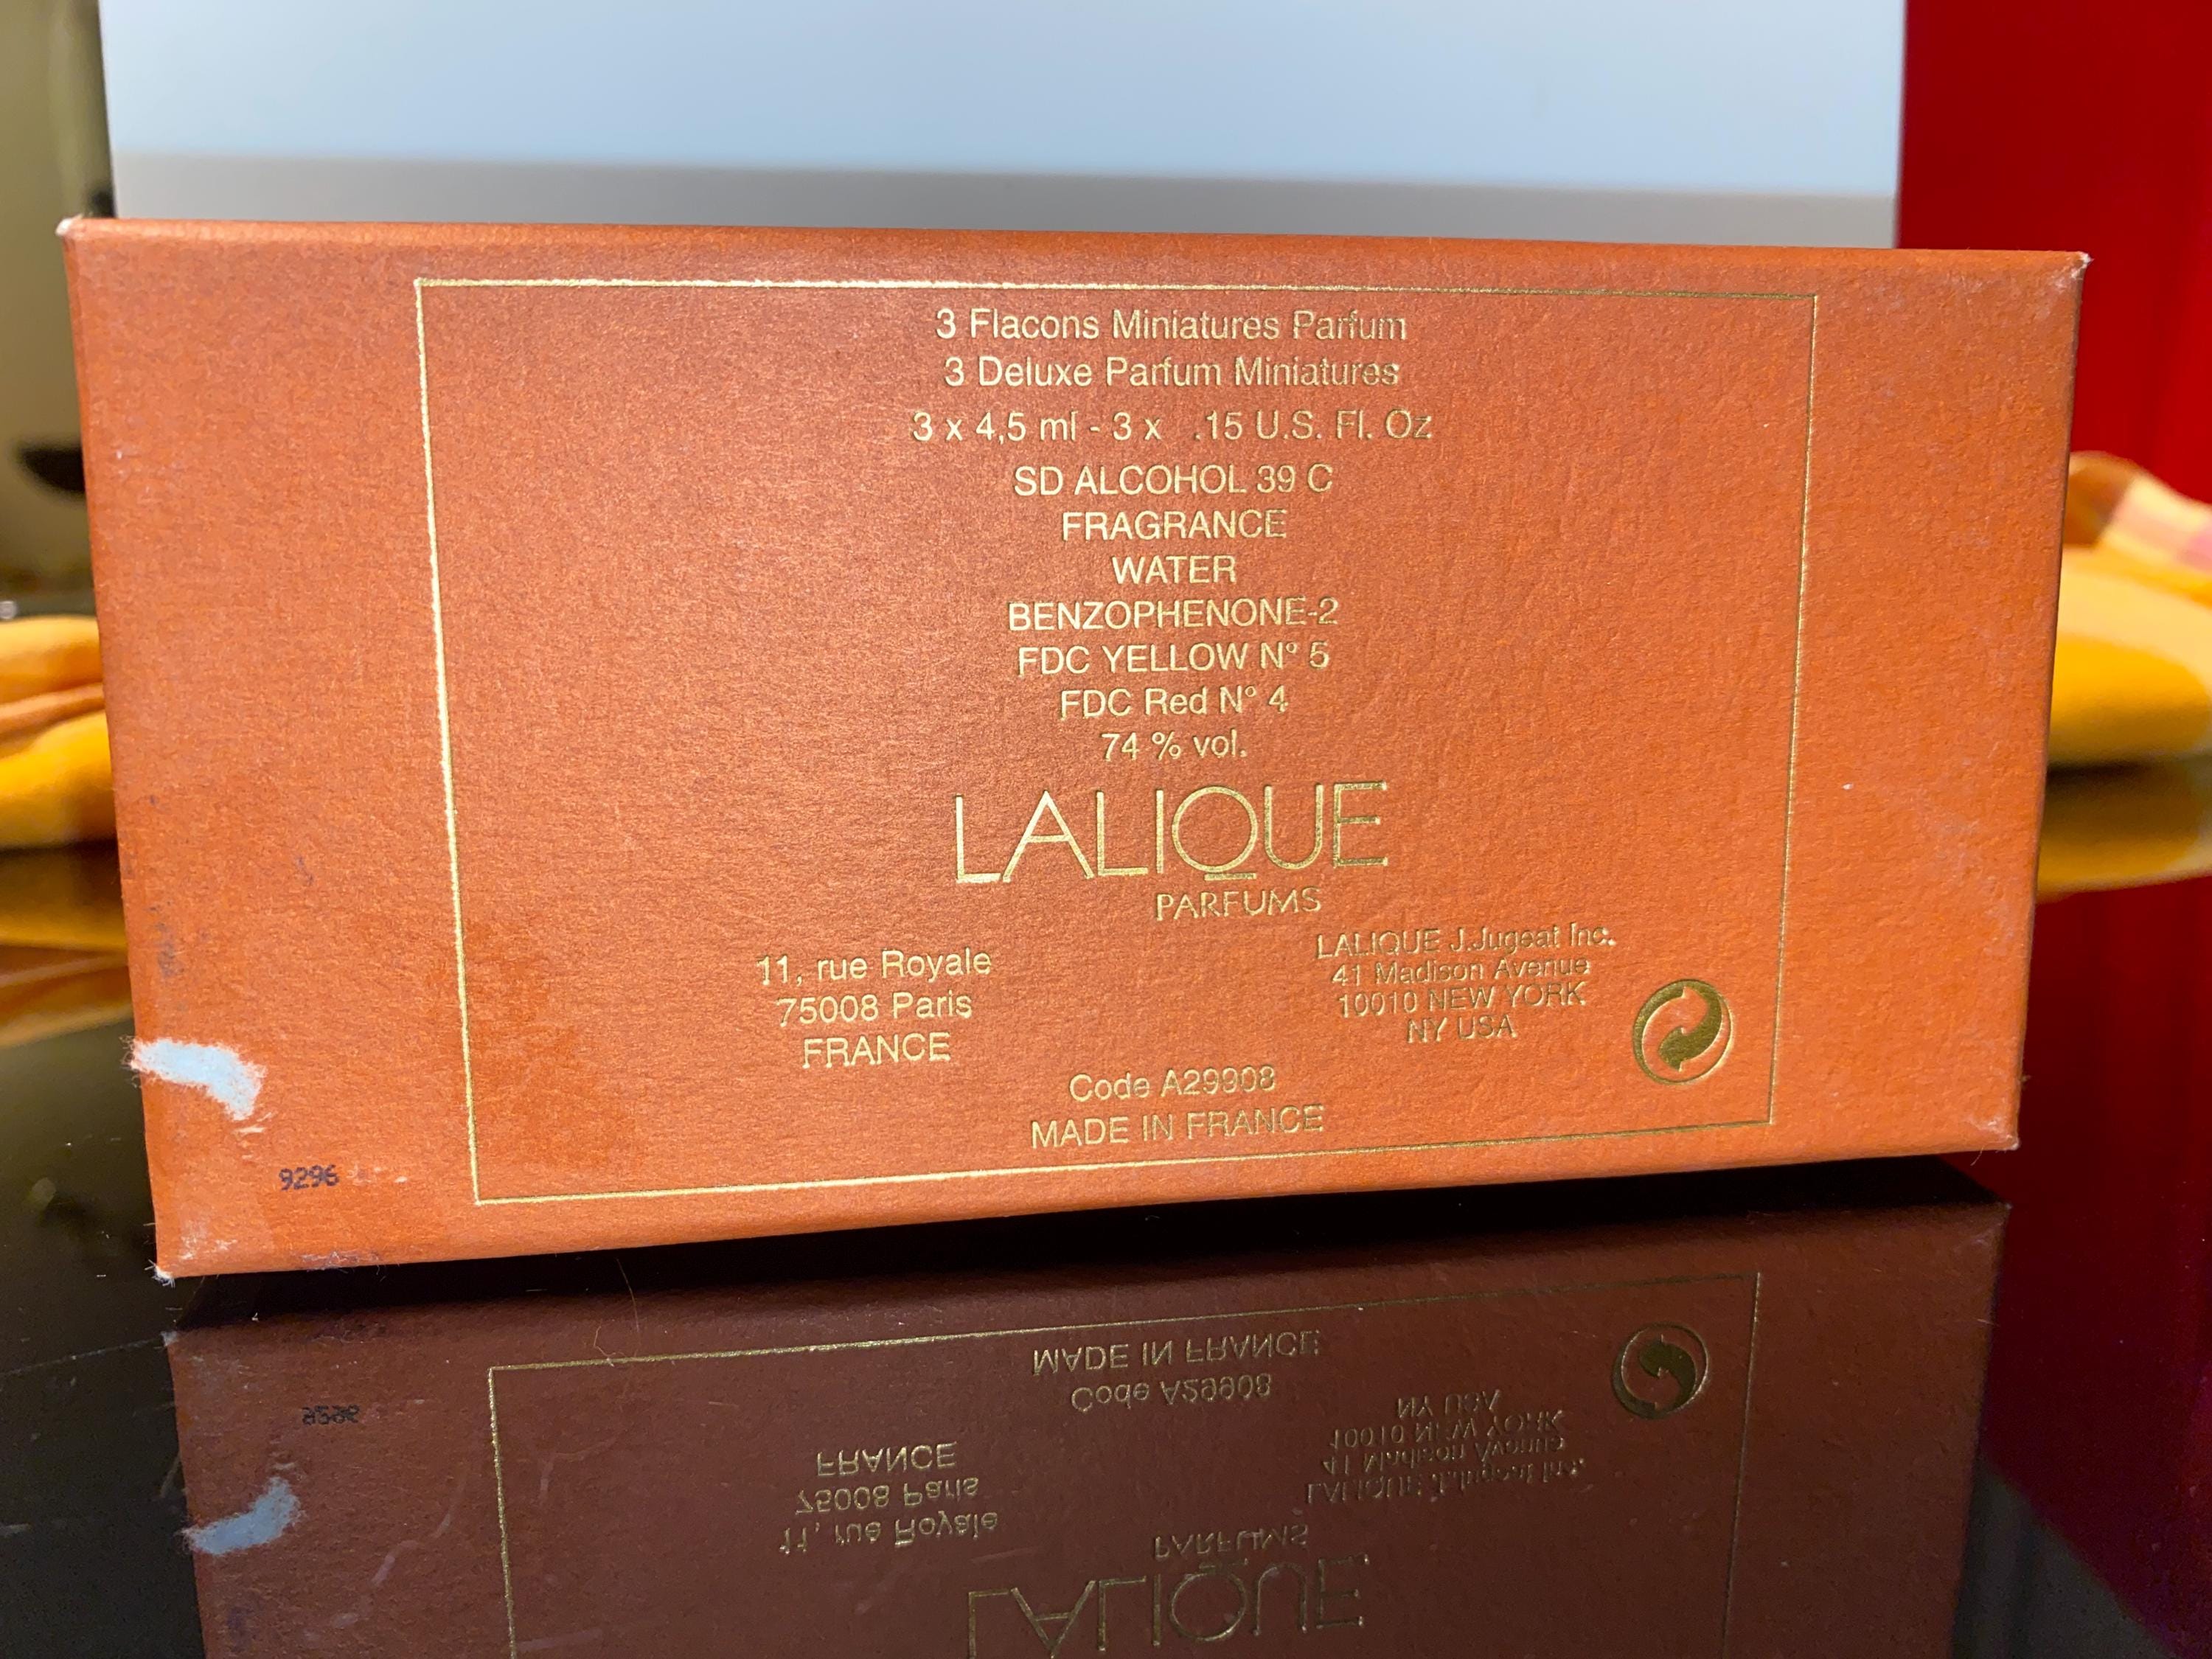 3 Flacons Miniatures Parfum
3 Deluxe Parfum Miniatures
3 x 4,5 ml - 3 x .15 U.S. Fl. Oz
SD ALCOHOL 39 C
FRAGRANCE
WATER
BENZOPHENONE-2
FDC YELLOW N° 5
FDC Red N° 4
74 % vol.
LALIQUE
PARFUMS
11, rue Royale
75008 Paris
FRANCE
LALIQUE J.Jugeat Inc.
41 Madison Avenue
10010 NEW YORK
NY USA
Code A29908
MADE IN FRANCE
9296